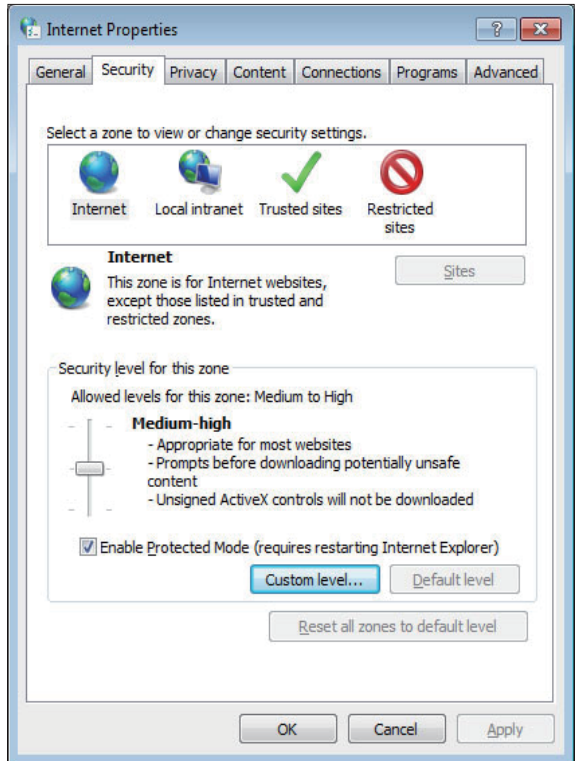 Internet Properties
General Security Privacy Content Connections Programs Advanced
Select a zone to view or change security settings.
Internet Local intranet Trusted sites Restricted
sites
Internet
Sites
This zone is for Internet websites,
except those listed in trusted and
restricted zones.
Security level for this zone
Allowed levels for this zone: Medium to High
Medium-high
- Appropriate for most websites
- Prompts before downloading potentially unsafe
content
- Unsigned ActiveX controls will not be downloaded
Enable Protected Mode (requires restarting Internet Explorer)
Custom level... Default level
Reset all zones to default level
OK Cancel Apply